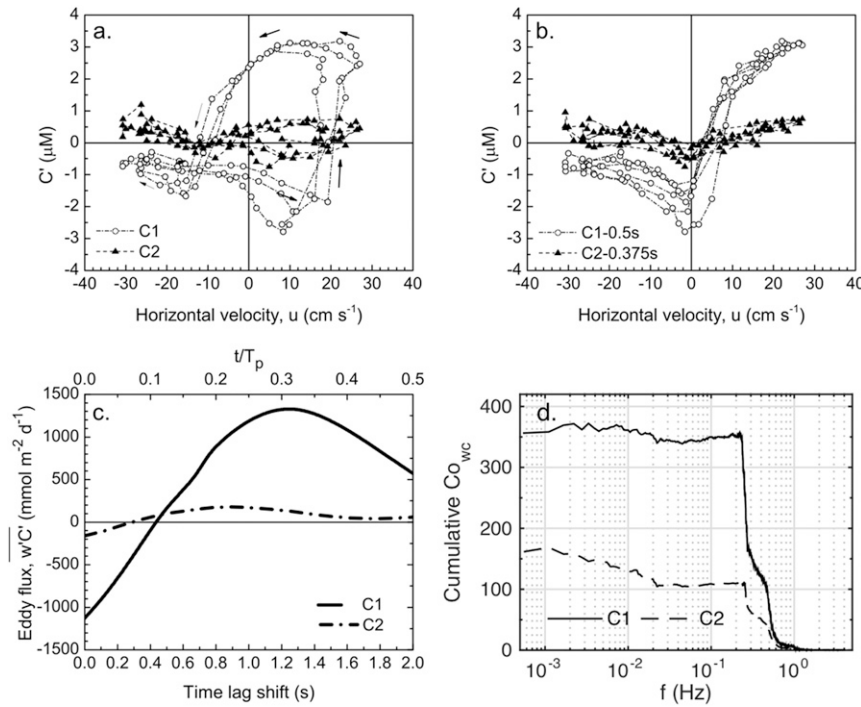 a.
4
3
2
1
0
-1
-2
-3
-4
C' (μM)
C1
C2
-40 -30 -20 -10 0 10 20 30 40
Horizontal velocity, u (cm s⁻¹)
b.
4
3
2
1
0
-1
-2
-3
-4
C' (μM)
C1-0.5s
C2-0.375s
-40 -30 -20 -10 0 10 20 30 40
Horizontal velocity, u (cm s⁻¹)
t/Tₚ
0.0 0.1 0.2 0.3 0.4 0.5
c.
1500
1000
500
0
-500
-1000
-1500
Eddy flux, w'C' (mmol m⁻² d⁻¹)
C1
C2
0.0 0.2 0.4 0.6 0.8 1.0 1.2 1.4 1.6 1.8 2.0
Time lag shift (s)
d.
400
300
200
100
0
Cumulative Co_wc
C1 C2
10⁻³ 10⁻² 10⁻¹ 10⁰
f (Hz)